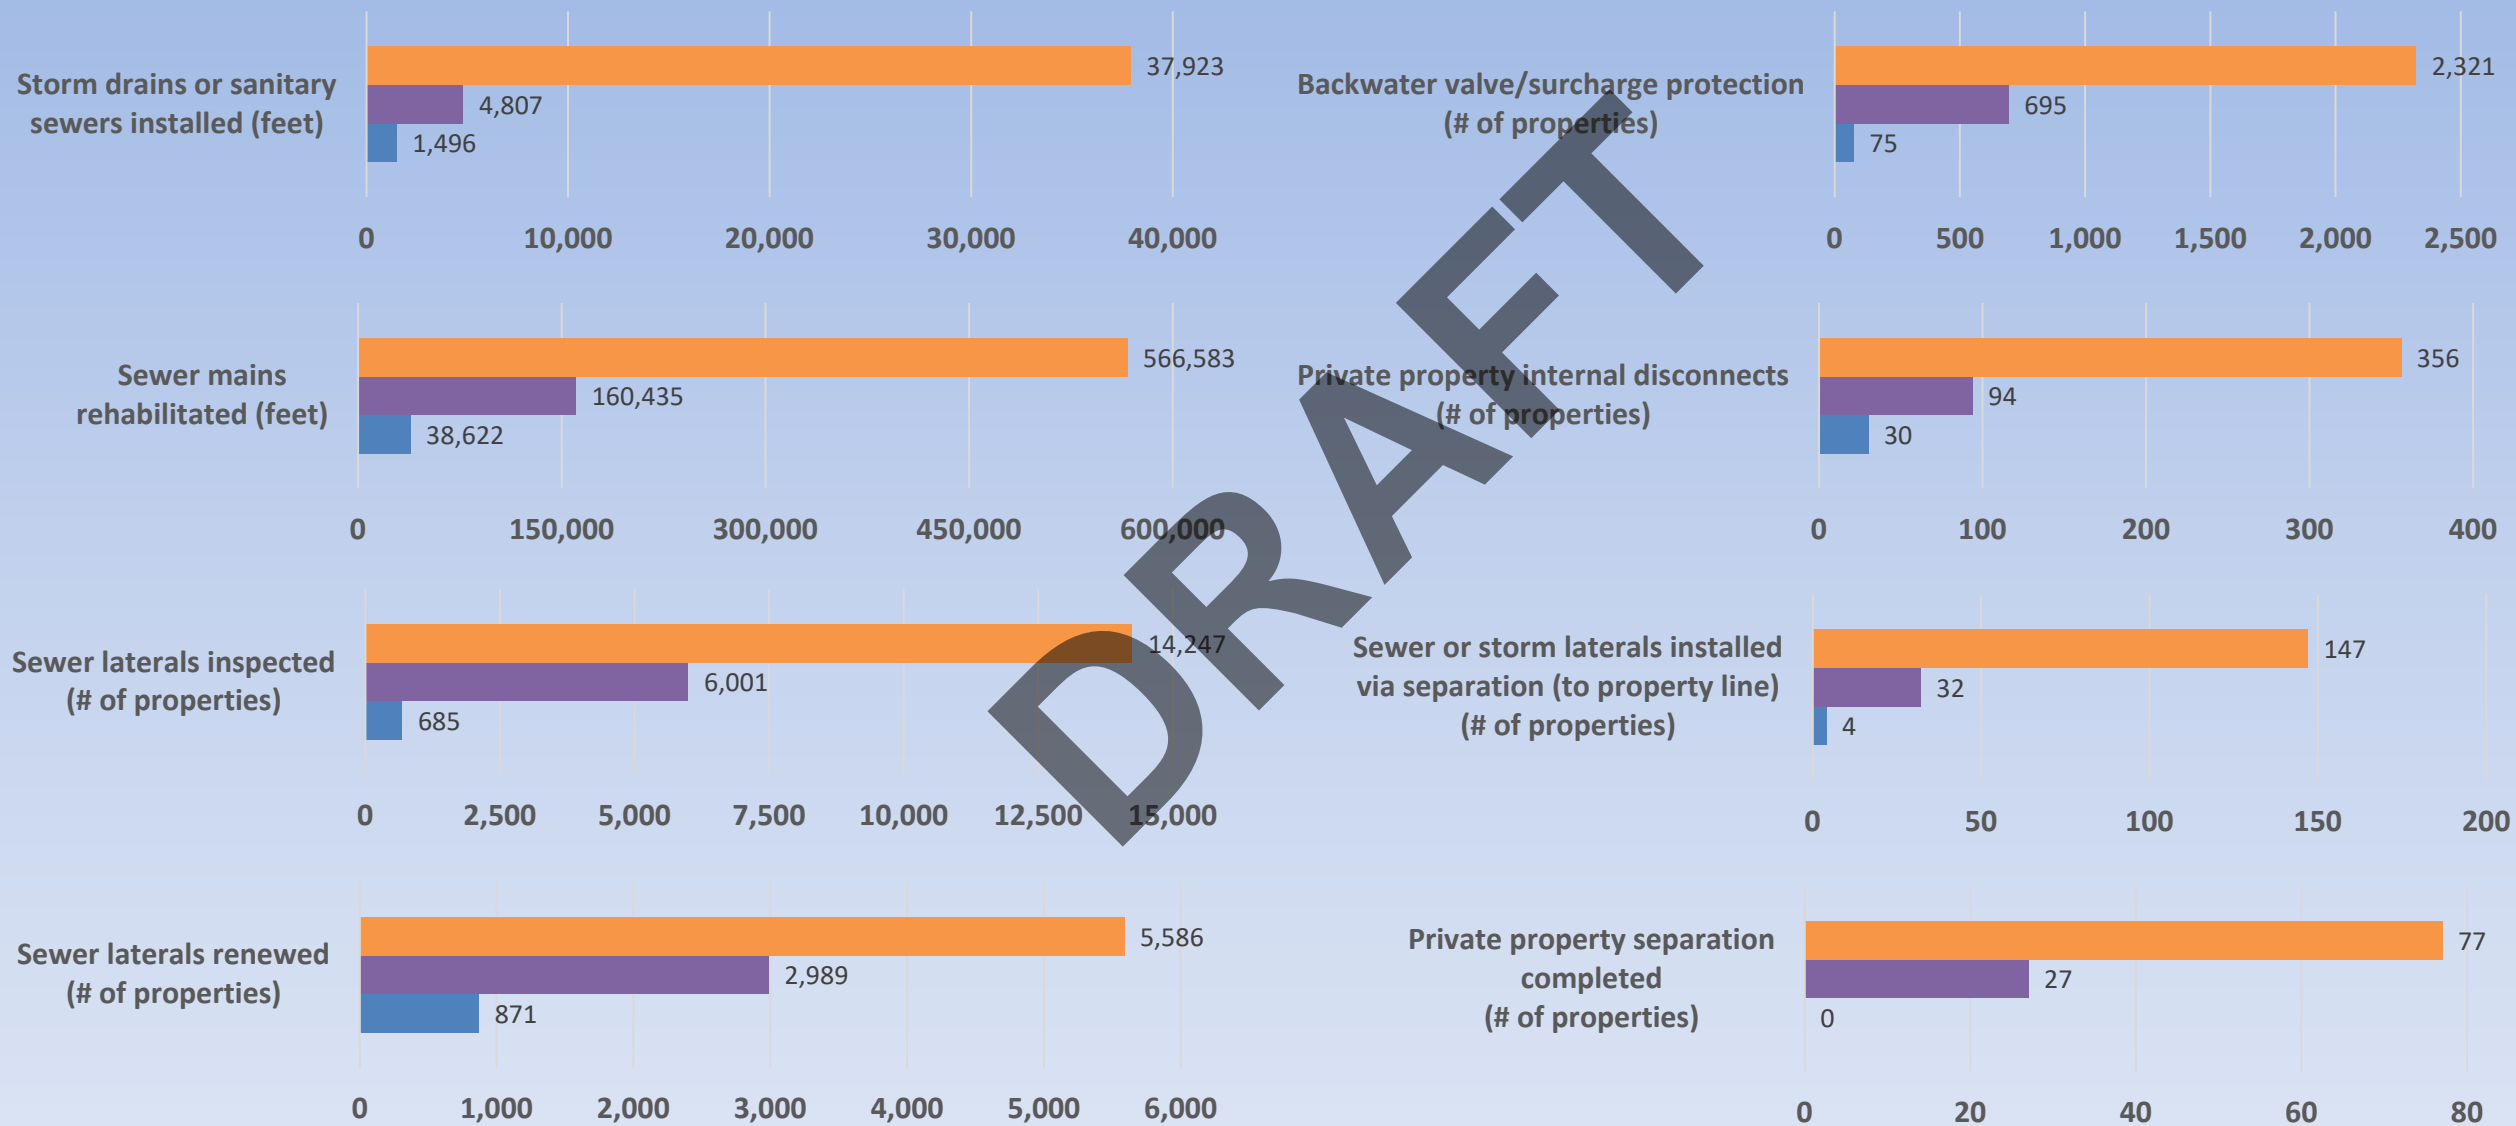 Storm drains or sanitary
sewers installed (feet)
37,923
4,807
1,496
0 10,000 20,000 30,000 40,000
Sewer mains
rehabilitated (feet)
566,583
160,435
38,622
0 150,000 300,000 450,000 600,000
Sewer laterals inspected
(# of properties)
14,247
6,001
685
0 2,500 5,000 7,500 10,000 12,500 15,000
Sewer laterals renewed
(# of properties)
5,586
2,989
871
0 1,000 2,000 3,000 4,000 5,000 6,000
Backwater valve/surcharge protection
(# of properties)
2,321
695
75
0 500 1,000 1,500 2,000 2,500
Private property internal disconnects
(# of properties)
356
94
30
0 100 200 300 400
Sewer or storm laterals installed
via separation (to property line)
(# of properties)
147
32
4
0 50 100 150 200
Private property separation
completed
(# of properties)
77
27
0
0 20 40 60 80
DRAFT